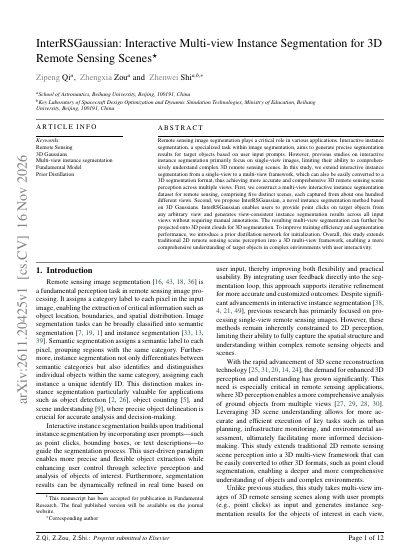 InterRSGaussian: Interactive Multi-view Instance Segmentation for 3D
Remote Sensing Scenes★
Zipeng Qiᵃ, Zhengxia Zouᵃ and Zhenwei Shiᵃ,ᵇ,*
ᵃSchool of Astronautics, Beihang University, Beijing, 100191, China
ᵇKey Laboratory of Spacecraft Design Optimization and Dynamic Simulation Technologies, Ministry of Education, Beihang
University, Beijing, 100191, China
ARTICLE INFO
Keywords:
Remote Sensing
3D Gaussians
Multi-view instance segmentation
Fundamental Model
Prior Distillation
ABSTRACT
Remote sensing image segmentation plays a critical role in various applications. Interactive
segmentation, a specialized task within image segmentation, aims to generate precise segmentation
results for target objects based on user input prompts. However, previous studies on interactive
segmentation primarily focus on single-view images, limiting their ability to comprehen-
sively understand complex 3D remote sensing scenes. In this study, we extend interactive instance
segmentation from a single-view to a multi-view framework, which can also be easily converted to
a 3D segmentation format, thus achieving more accurate and comprehensive 3D remote sensing scene
perception across multiple views. First, we construct a multi-view interactive instance segmentation
dataset for remote sensing, comprising five distinct scenes, each captured from about one hundred
different views. Second, we propose InterRSGaussian, a novel instance segmentation method
based on 3D Gaussians. InterRSGaussian enables users to provide point clicks on target objects from
any arbitrary view and generates view-consistent instance segmentation results across all input
views without requiring manual annotations. The resulting multi-view segmentation can further be
projected onto 3D point clouds for 3D segmentation. To improve training efficiency and segmentation
performance, we introduce a prior distillation network for initialization. Overall, this study extends
traditional 2D remote sensing scene perception into a 3D multi-view framework, enabling a more
comprehensive understanding of target objects in complex environments with user interactivity.
1. Introduction
Remote sensing image segmentation [16, 43, 18, 36] is
a fundamental perception task in remote sensing image pro-
cessing. It assigns a category label to each pixel in the input
image, enabling the extraction of critical information such as
object location, boundaries, and spatial distribution. Image
segmentation tasks can be broadly classified into semantic
segmentation [7, 19, 1] and instance segmentation [33, 13,
39]. Semantic segmentation assigns a semantic label to each
pixel, grouping regions with the same category. Further-
more, instance segmentation not only differentiates between
semantic categories but also identifies and distinguishes
individual objects within the same category, assigning each
instance a unique identify ID. This distinction makes in-
stance segmentation particularly valuable for applications
such as object detection [2, 26], object counting [5], and
scene understanding [9], where precise object delineation is
crucial for accurate analysis and decision-making.
Interactive instance segmentation builds upon traditional
instance segmentation by incorporating user prompts—such
as point clicks, bounding boxes, or text descriptions—to
guide the segmentation process. This user-driven paradigm
enables more precise and flexible object extraction while
enhancing user control through selective perception and
analysis of objects of interest. Furthermore, segmentation
results can be dynamically refined in real time based on
★ This manuscript has been accepted for publication in Fundamental
Research. The final published version will be available on the journal
website.
*Corresponding author
user input, thereby improving both flexibility and practical
usability. By integrating user feedback directly into the seg-
mentation loop, this approach supports iterative refinement
for more accurate and customized outcomes. Despite signifi-
cant advancements in interactive instance segmentation [38,
4, 21, 49], previous research has primarily focused on pro-
cessing single-view remote sensing images. However, these
methods remain inherently constrained to 2D perception,
limiting their ability to fully capture the spatial structure and
understanding within complex remote sensing objects and
scenes.
With the rapid advancement of 3D scene reconstruction
technology [25, 31, 20, 14, 24], the demand for enhanced 3D
perception and understanding has grown significantly. This
need is especially critical in remote sensing applications,
where 3D perception enables a more comprehensive analysis
of ground objects from multiple views [27, 29, 28, 30].
Leveraging 3D scene understanding allows for more ac-
curate and efficient execution of key tasks such as urban
planning, infrastructure monitoring, and environmental as-
sessment, ultimately facilitating more informed decision-
making. This study extends traditional 2D remote sensing
scene perception into a 3D multi-view framework that can
be easily converted into other 3D formats, such as point cloud
segmentation, enabling a deeper and more comprehensive
understanding of objects and complex environments.
Unlike previous studies, this study takes multi-view im-
ages of 3D remote sensing scenes along with user prompts
(e.g., point clicks) as input and generates instance seg-
mentation results for the objects of interest in each view,
Z.Qi, Z.Zou, Z.Shi.: Preprint submitted to Elsevier
Page 1 of 12
arXiv:2611.20425v1 [cs.CV] 16 Nov 2026